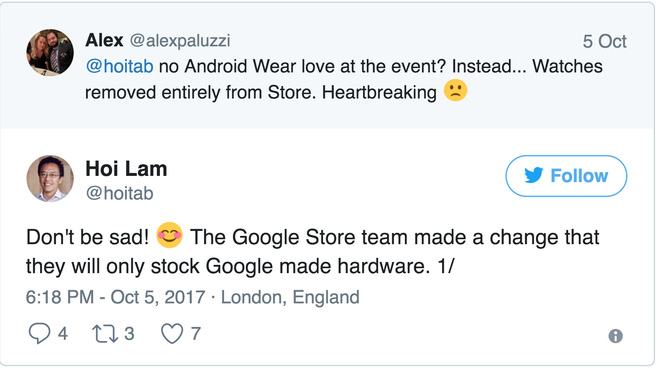 Alex @alexpaluzzi 5 Oct
@hoitab no Android Wear love at the event? Instead... Watches
removed entirely from Store. Heartbreaking 🙁
Hoi Lam
@hoitab
Follow
Don't be sad! 😊 The Google Store team made a change that
they will only stock Google made hardware. 1/
6:18 PM - Oct 5, 2017 · London, England
4 3 7